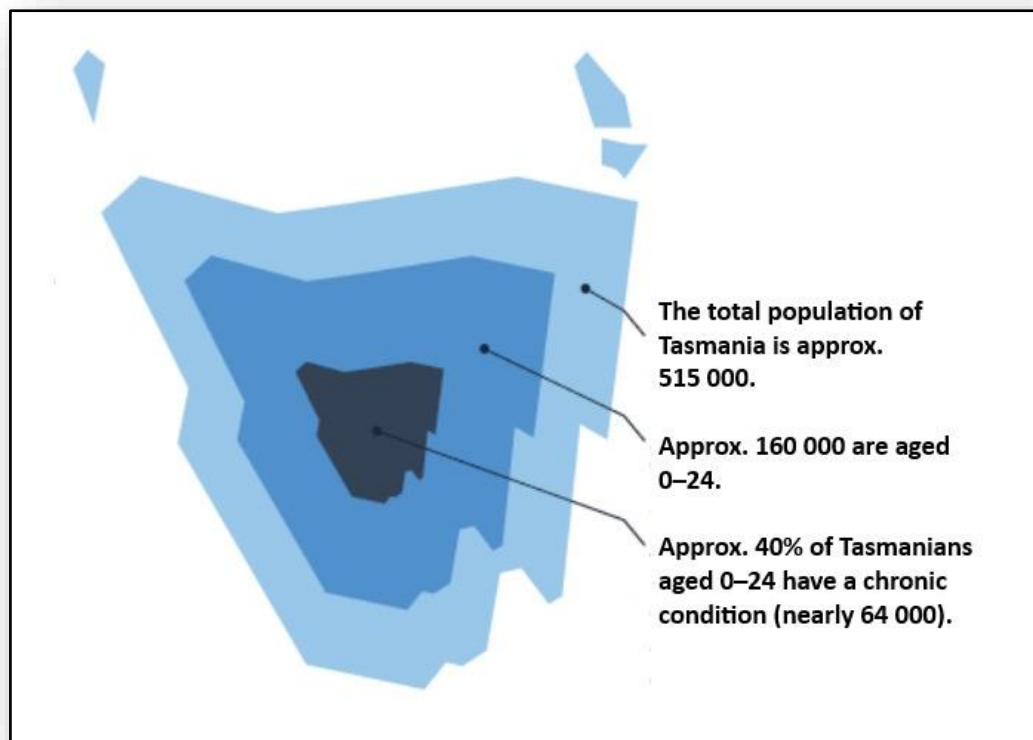 The total population of
Tasmania is approx.
515 000.
Approx. 160 000 are aged
0–24.
Approx. 40% of Tasmanians
aged 0–24 have a chronic
condition (nearly 64 000).